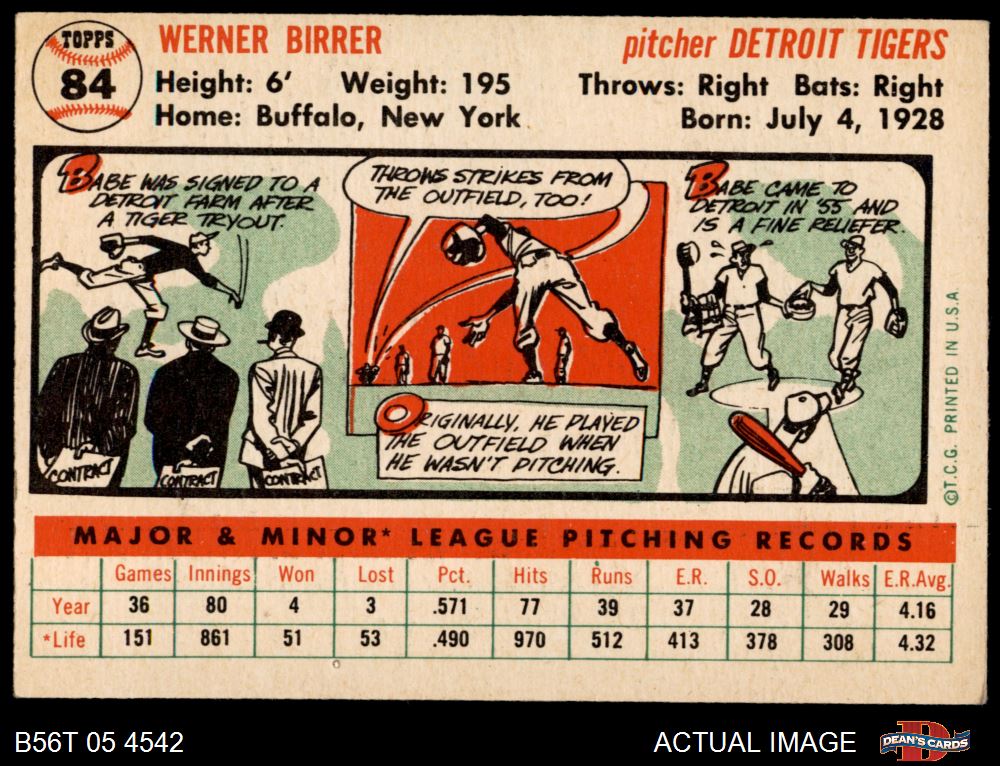 TOPPS
84
WERNER BIRRER
pitcher DETROIT TIGERS
Height: 6' Weight: 195
Throws: Right Bats: Right
Home: Buffalo, New York
Born: July 4, 1928
BABE WAS SIGNED TO A
DETROIT FARM AFTER
A TIGER TRYOUT.
CONTRACT
CONTRACT
CONTRACT
THROWS STRIKES FROM
THE OUTFIELD, TOO!
ORIGINALLY, HE PLAYED
THE OUTFIELD WHEN
HE WASN'T PITCHING.
BABE CAME TO
DETROIT IN '55 AND
IS A FINE RELIEFER.
©T.C.G. PRINTED IN U.S.A.
MAJOR & MINOR* LEAGUE PITCHING RECORDS
Games Innings Won Lost Pct. Hits Runs E.R. S.O. Walks E.R.Avg.
Year 36 80 4 3 .571 77 39 37 28 29 4.16
*Life 151 861 51 53 .490 970 512 413 378 308 4.32
B56T 05 4542
ACTUAL IMAGE
D
DEAN'S CARDS